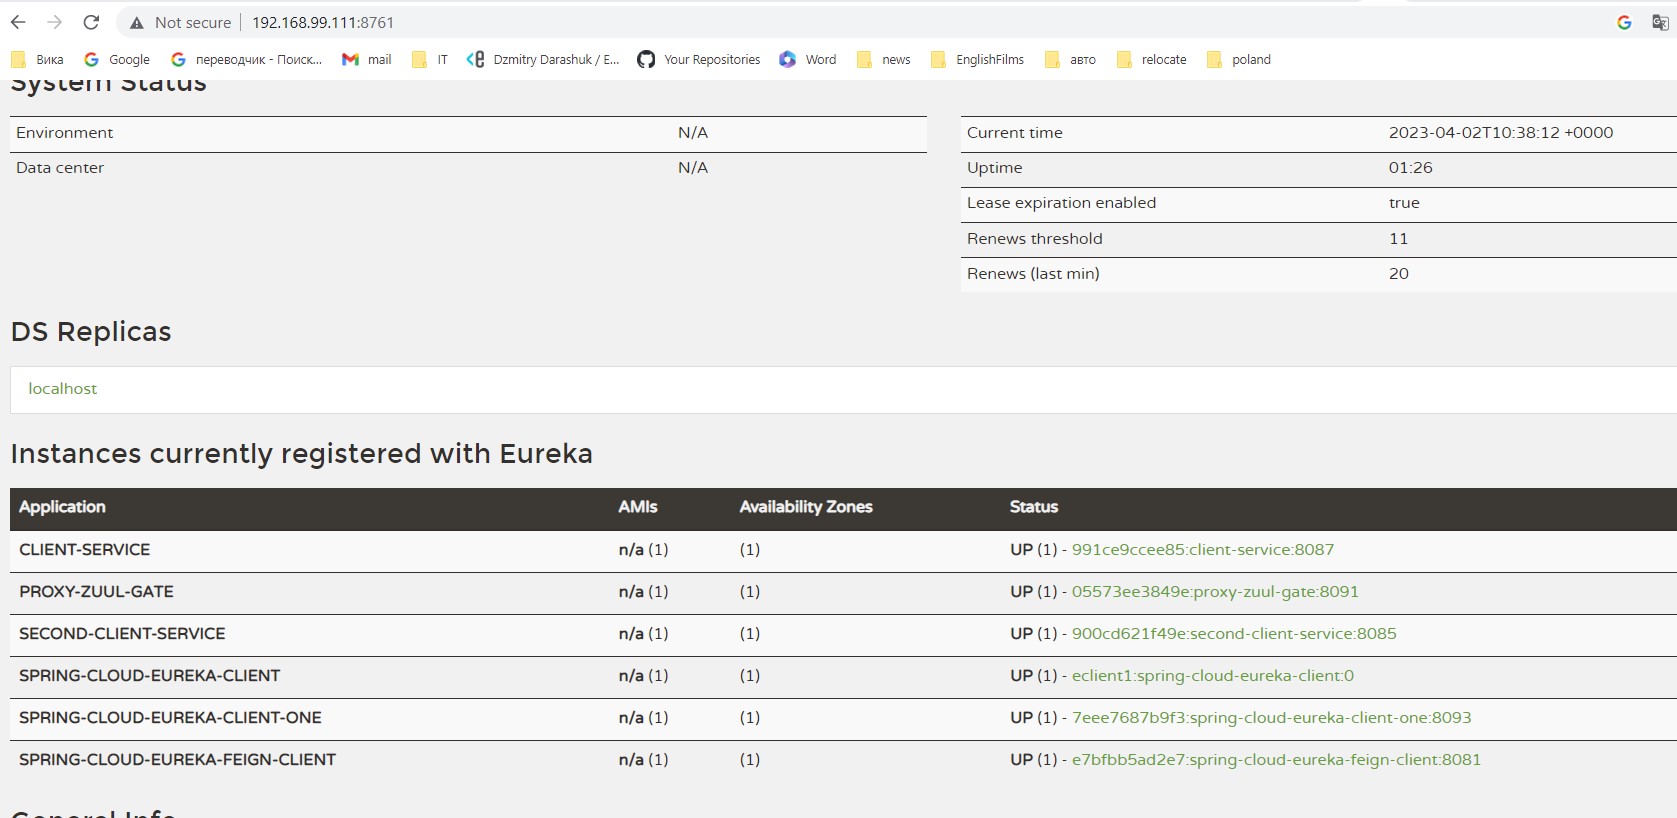 Not secure | 192.168.99.111:8761
Вика Google переводчик - Поиск... mail IT Dzmitry Darashuk / E... Your Repositories Word news EnglishFilms авто relocate poland
System Status
Environment N/A
Data center N/A
Current time 2023-04-02T10:38:12 +0000
Uptime 01:26
Lease expiration enabled true
Renews threshold 11
Renews (last min) 20
DS Replicas
localhost
Instances currently registered with Eureka
Application AMIs Availability Zones Status
CLIENT-SERVICE n/a (1) (1) UP (1) - 991ce9ccee85:client-service:8087
PROXY-ZUUL-GATE n/a (1) (1) UP (1) - 05573ee3849e:proxy-zuul-gate:8091
SECOND-CLIENT-SERVICE n/a (1) (1) UP (1) - 900cd621f49e:second-client-service:8085
SPRING-CLOUD-EUREKA-CLIENT n/a (1) (1) UP (1) - eclient1:spring-cloud-eureka-client:0
SPRING-CLOUD-EUREKA-CLIENT-ONE n/a (1) (1) UP (1) - 7eee7687b9f3:spring-cloud-eureka-client-one:8093
SPRING-CLOUD-EUREKA-FEIGN-CLIENT n/a (1) (1) UP (1) - e7bfbb5ad2e7:spring-cloud-eureka-feign-client:8081
General Info